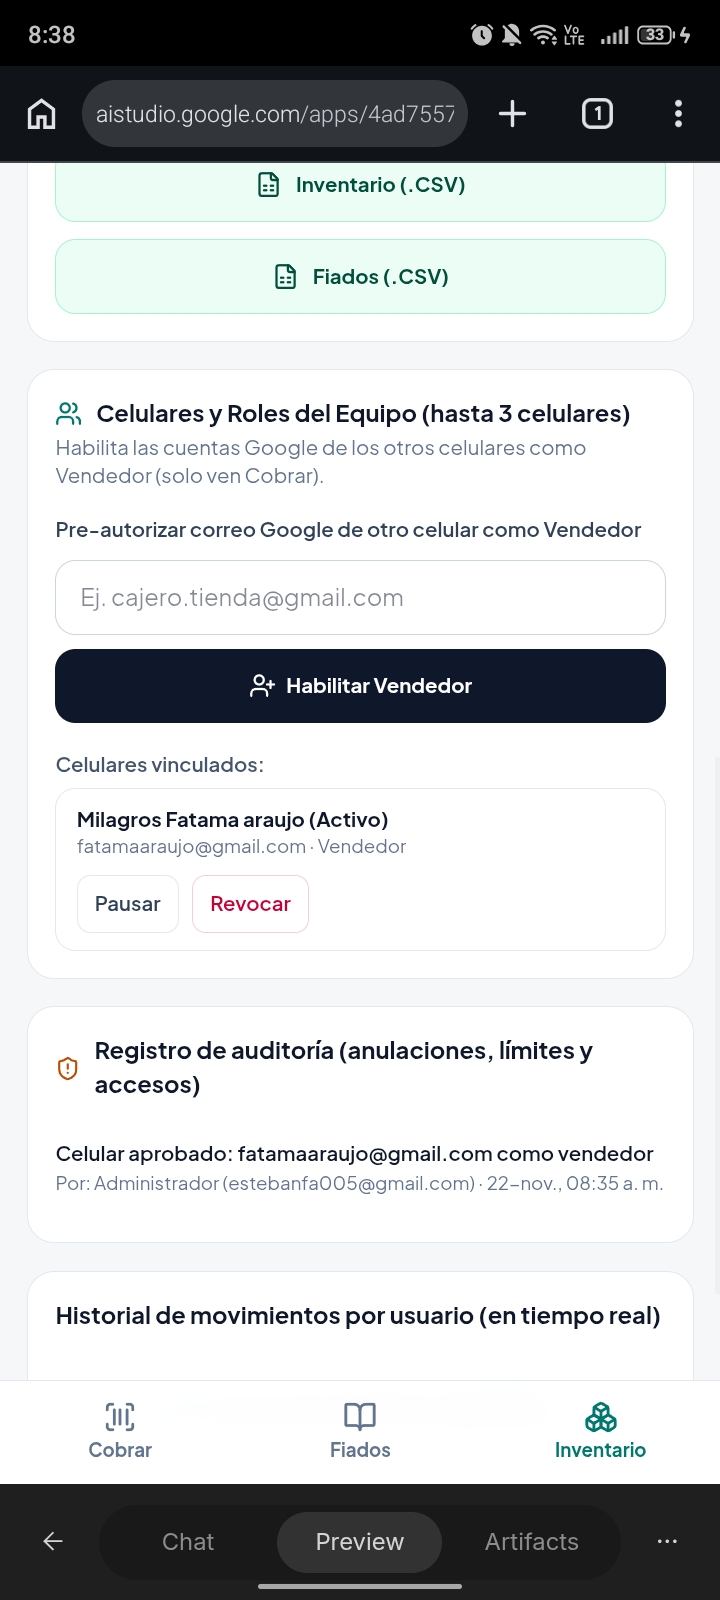 8:38
Vo
LTE
33
aistudio.google.com/apps/4ad7557
1
Inventario (.CSV)
Fiados (.CSV)
Celulares y Roles del Equipo (hasta 3 celulares)
Habilita las cuentas Google de los otros celulares como
Vendedor (solo ven Cobrar).
Pre-autorizar correo Google de otro celular como Vendedor
Ej. cajero.tienda@gmail.com
Habilitar Vendedor
Celulares vinculados:
Milagros Fatama araujo (Activo)
fatamaaraujo@gmail.com · Vendedor
Pausar
Revocar
Registro de auditoría (anulaciones, límites y
accesos)
Celular aprobado: fatamaaraujo@gmail.com como vendedor
Por: Administrador (estebanfa005@gmail.com) · 22-nov., 08:35 a. m.
Historial de movimientos por usuario (en tiempo real)
Cobrar
Fiados
Inventario
Chat
Preview
Artifacts